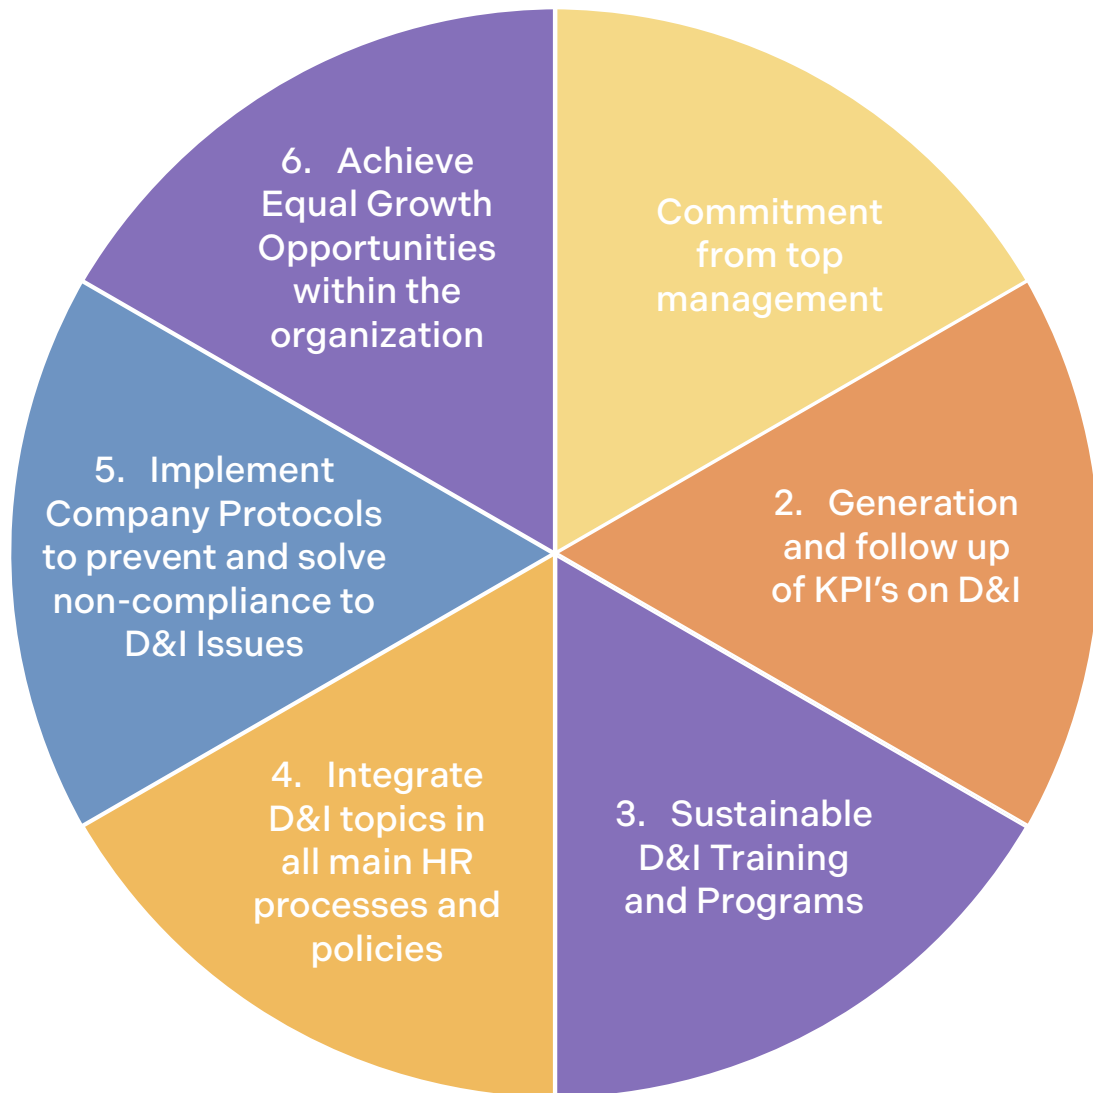 Commitment
from top
management
2. Generation
and follow up
of KPI's on D&I
3. Sustainable
D&I Training
and Programs
4. Integrate
D&I topics in
all main HR
processes and
policies
5. Implement
Company Protocols
to prevent and solve
non-compliance to
D&I Issues
6. Achieve
Equal Growth
Opportunities
within the
organization